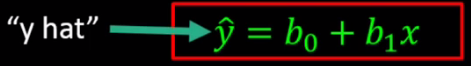 “y hat” ŷ = b₀ + b₁x